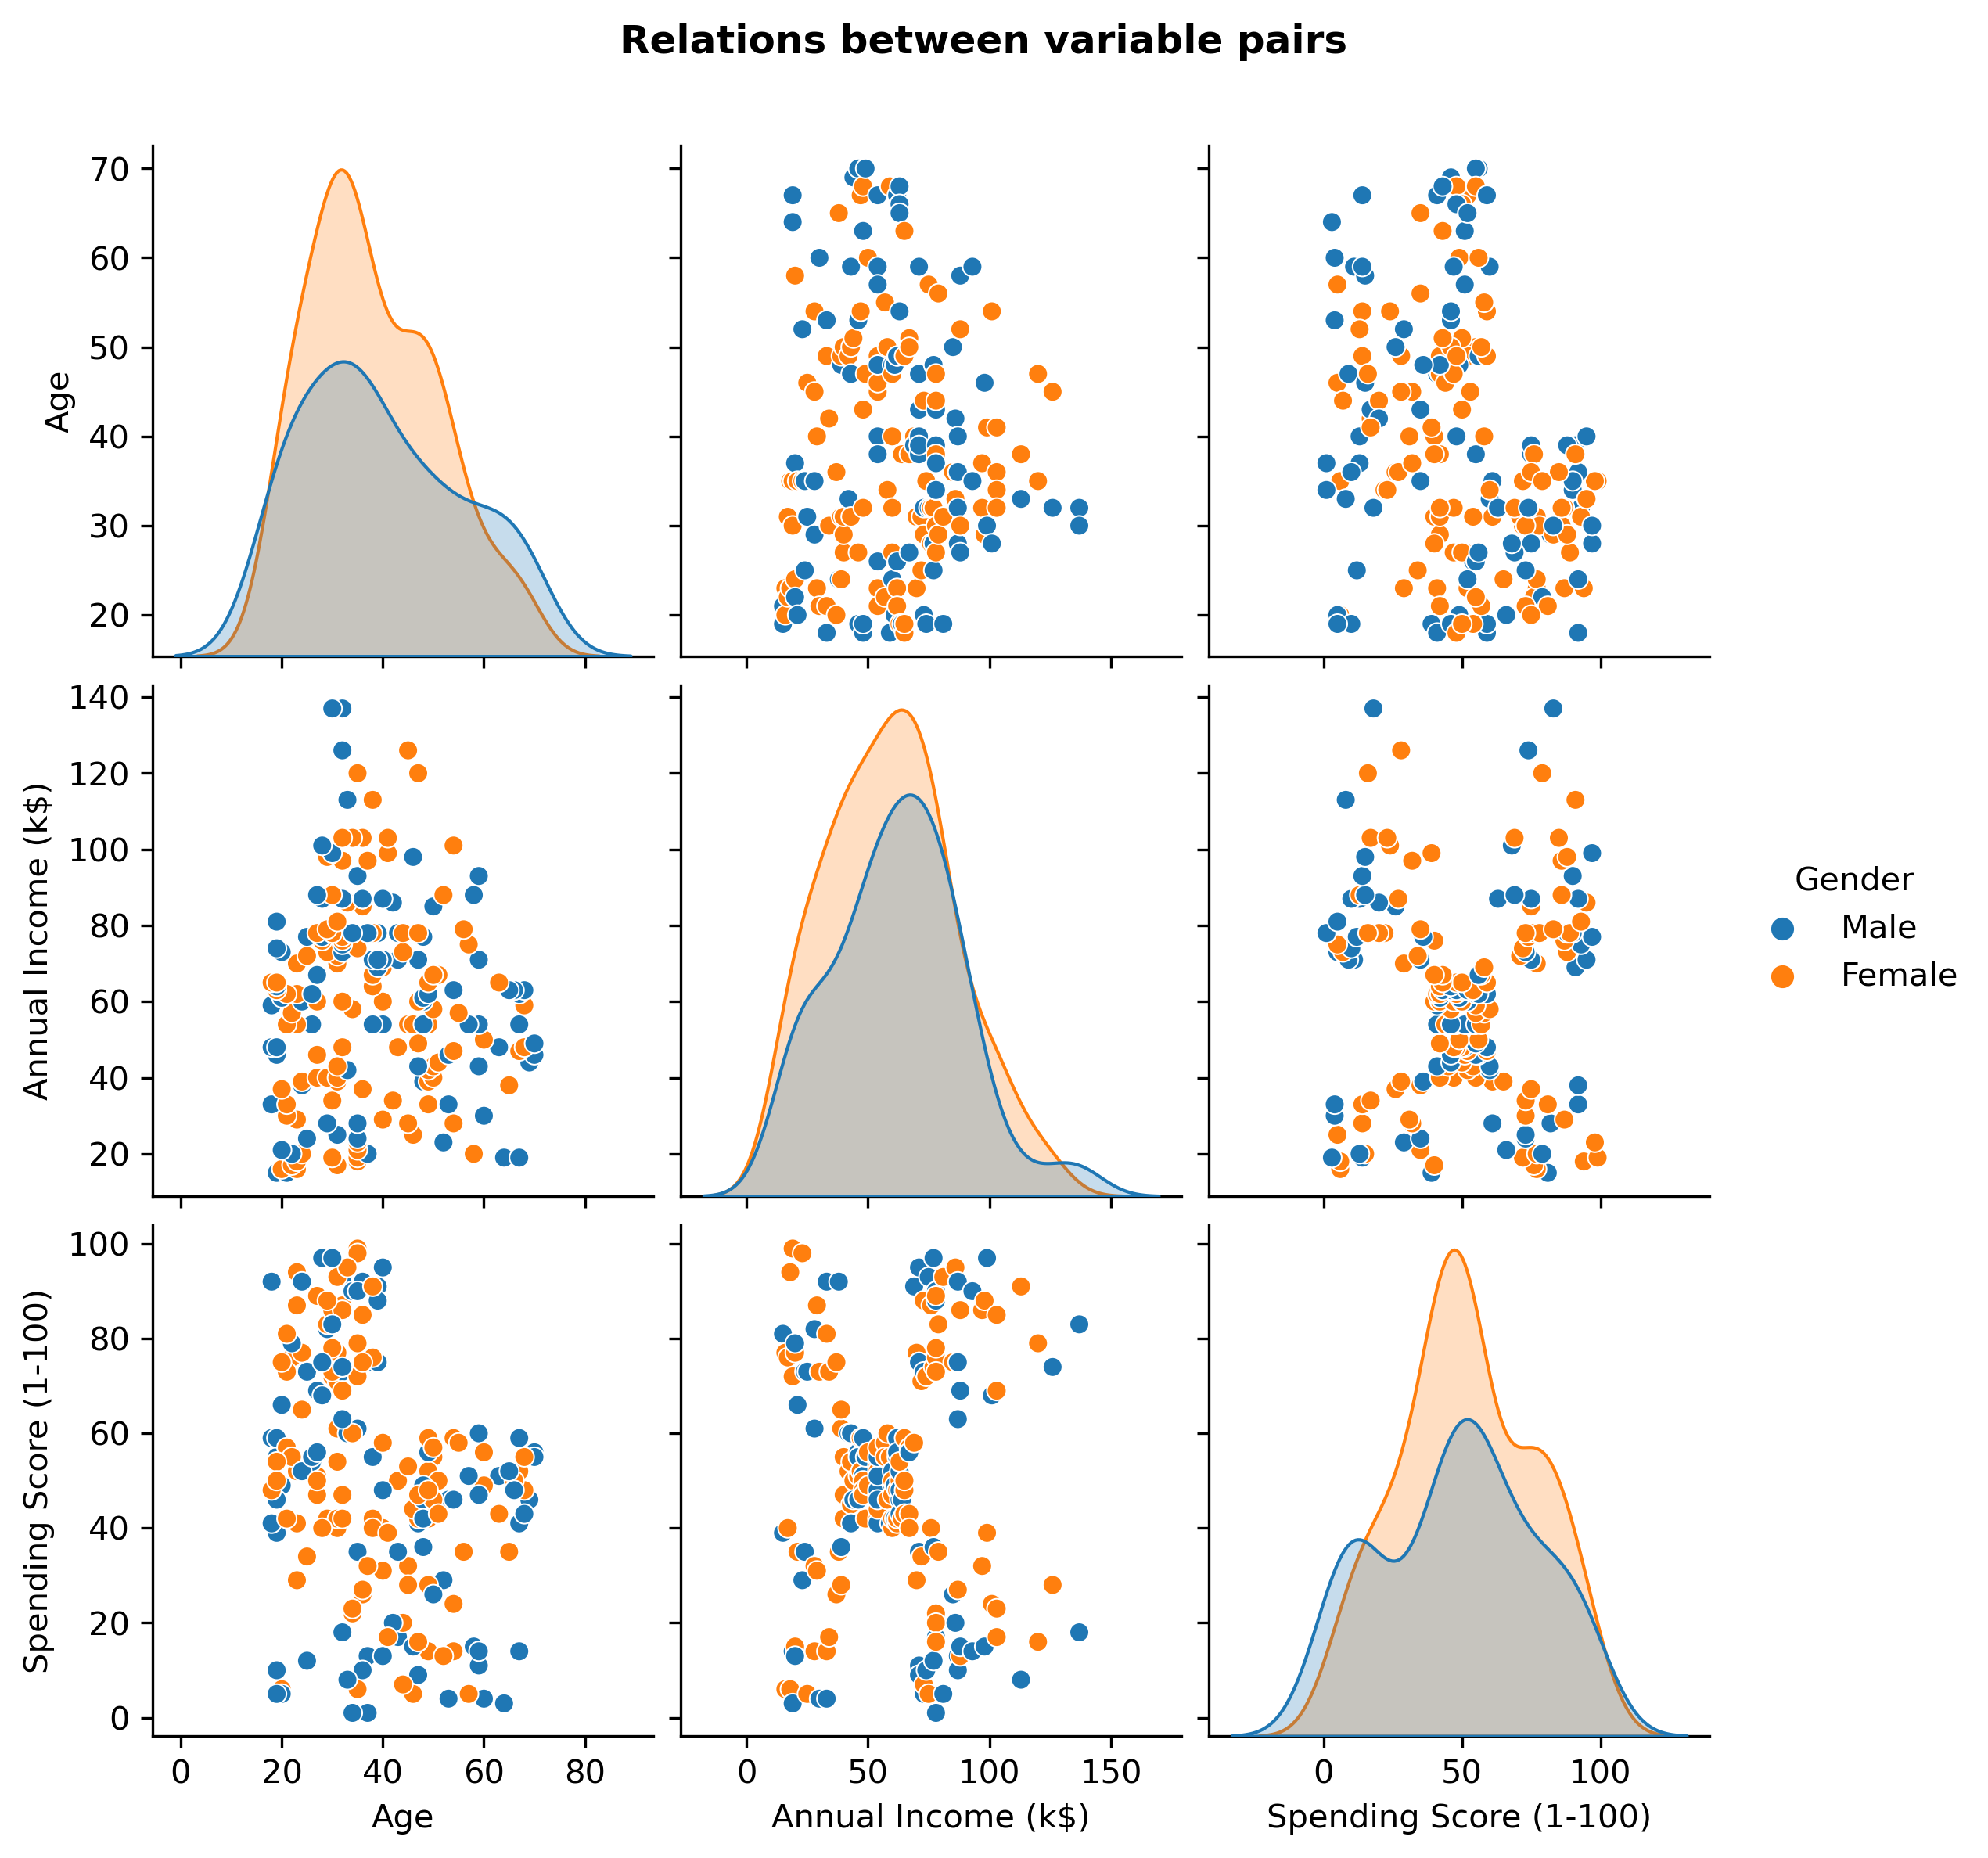 Relations between variable pairs
70
60
50
40
30
20
Age
140
120
100
80
60
40
20
Annual Income (k$)
Gender
Male
Female
100
80
60
40
20
0
Spending Score (1-100)
0 20 40 60 80
0 50 100 150
0 50 100
Age
Annual Income (k$)
Spending Score (1-100)